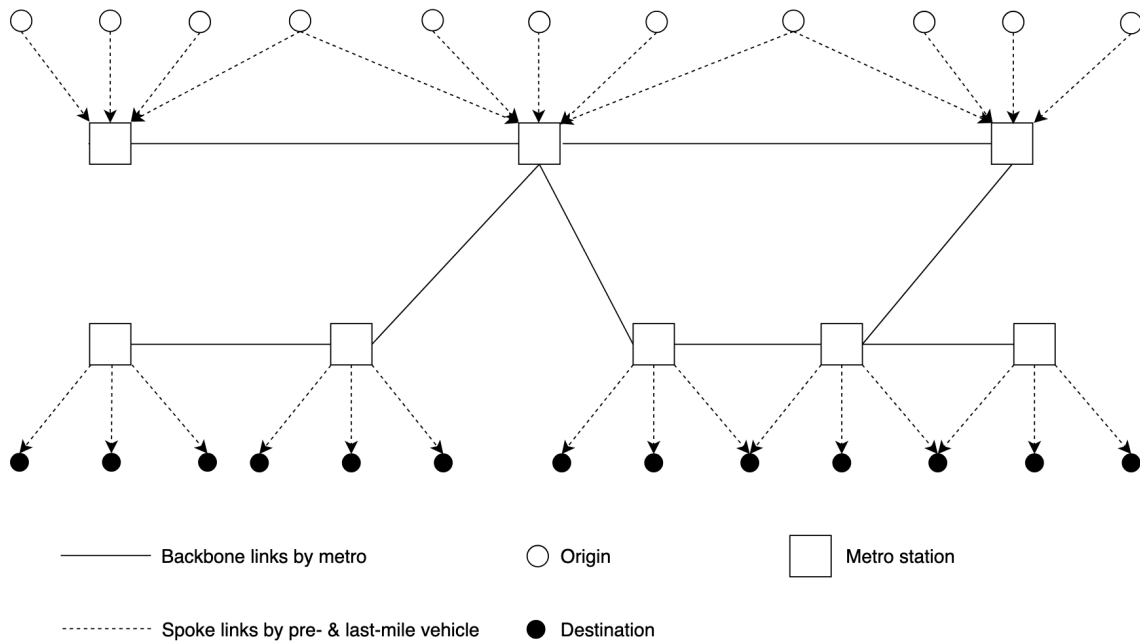 Backbone links by metro
Origin
Metro station
Spoke links by pre- & last-mile vehicle
Destination